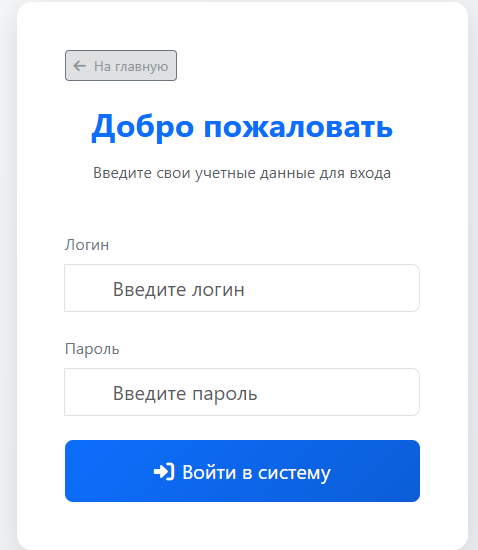 На главную
Добро пожаловать
Введите свои учетные данные для входа
Логин
Введите логин
Пароль
Введите пароль
Войти в систему